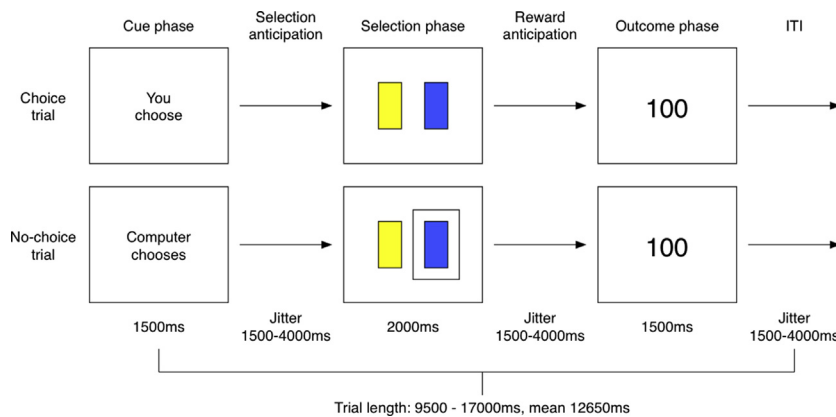 Cue phase
Selection
anticipation
Selection phase
Reward
anticipation
Outcome phase
ITI
Choice
trial
You
choose
100
No-choice
trial
Computer
chooses
100
1500ms
Jitter
1500-4000ms
2000ms
Jitter
1500-4000ms
1500ms
Jitter
1500-4000ms
Trial length: 9500 - 17000ms, mean 12650ms